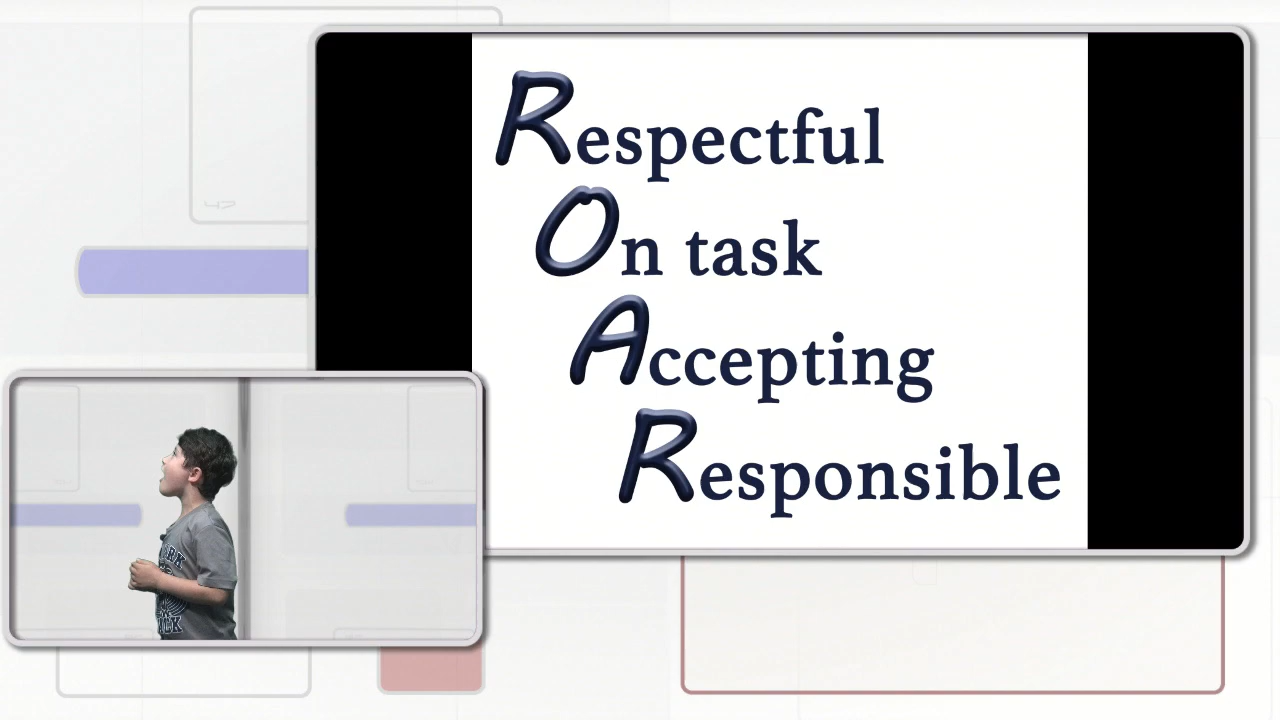 Respectful
On task
Accepting
Responsible